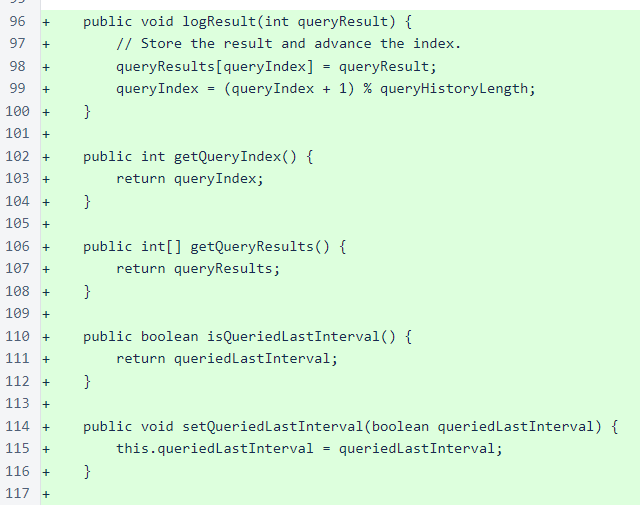 96 +    public void logResult(int queryResult) {
97 +        // Store the result and advance the index.
98 +        queryResults[queryIndex] = queryResult;
99 +        queryIndex = (queryIndex + 1) % queryHistoryLength;
100 +    }
101 +
102 +    public int getQueryIndex() {
103 +        return queryIndex;
104 +    }
105 +
106 +    public int[] getQueryResults() {
107 +        return queryResults;
108 +    }
109 +
110 +    public boolean isQueriedLastInterval() {
111 +        return queriedLastInterval;
112 +    }
113 +
114 +    public void setQueriedLastInterval(boolean queriedLastInterval) {
115 +        this.queriedLastInterval = queriedLastInterval;
116 +    }
117 +